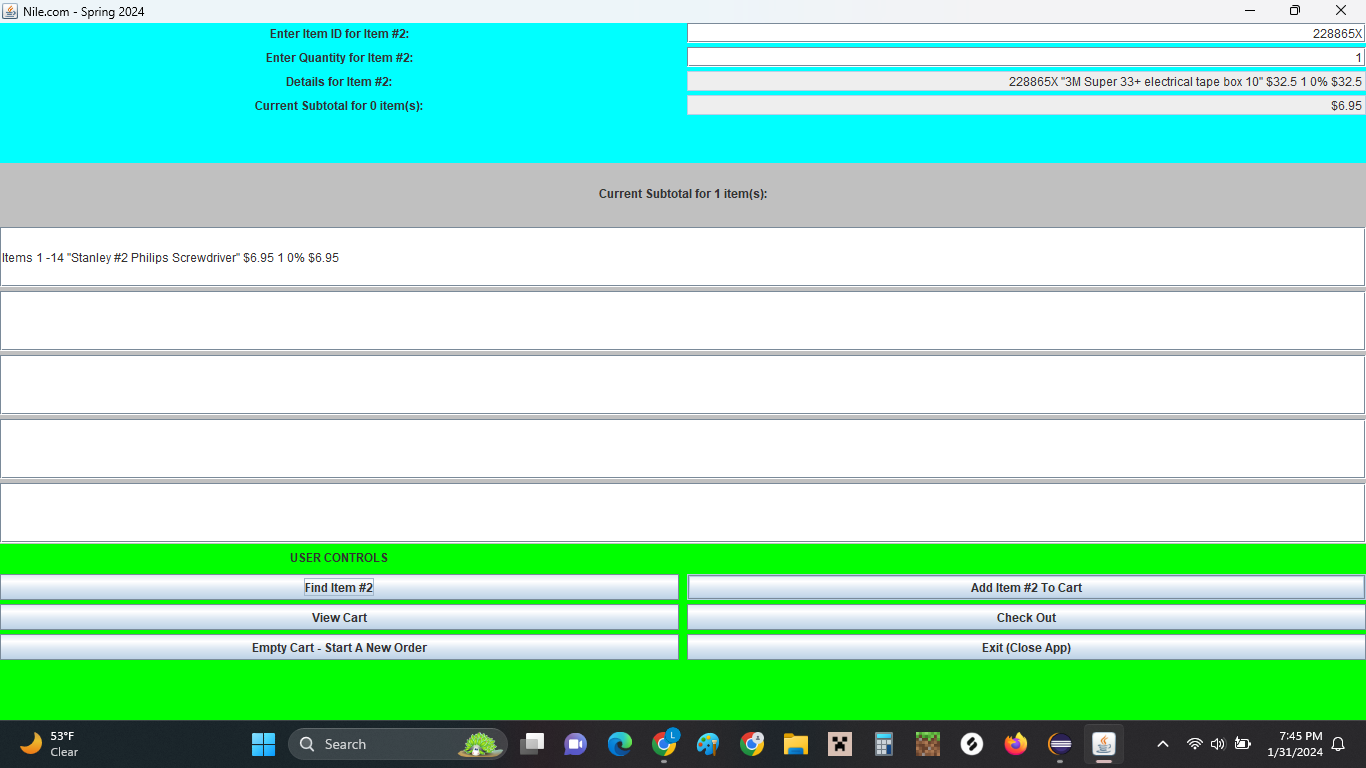 Nile.com - Spring 2024
Enter Item ID for Item #2: 228865X
Enter Quantity for Item #2: 1
Details for Item #2: 228865X "3M Super 33+ electrical tape box 10" $32.5 1 0% $32.5
Current Subtotal for 0 item(s): $6.95
Current Subtotal for 1 item(s):
Items 1 -14 "Stanley #2 Philips Screwdriver" $6.95 1 0% $6.95
USER CONTROLS
Find Item #2 Add Item #2 To Cart
View Cart Check Out
Empty Cart - Start A New Order Exit (Close App)
53°F
Clear
Search
L
A
7:45 PM
1/31/2024